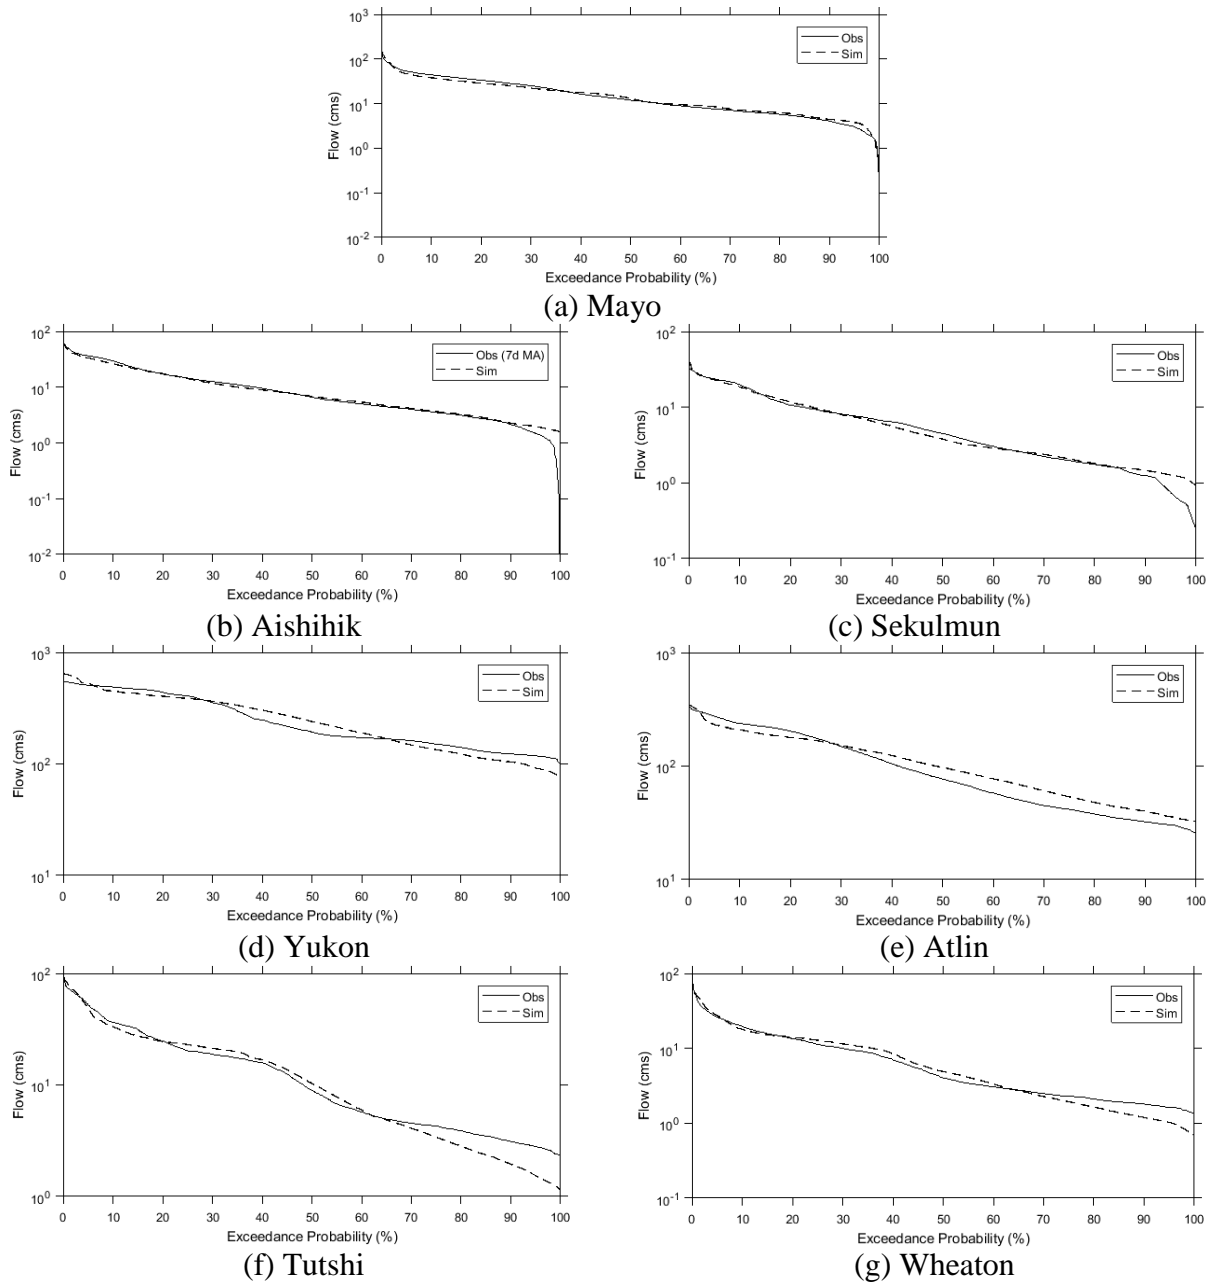 10^3
10^2
10^1
10^0
10^-1
10^-2
Flow (cms)
Obs
Sim
0 10 20 30 40 50 60 70 80 90 100
Exceedance Probability (%)
(a) Mayo
10^2
10^1
10^0
10^-1
10^-2
Flow (cms)
Obs (7d MA)
Sim
0 10 20 30 40 50 60 70 80 90 100
Exceedance Probability (%)
(b) Aishihik
10^2
10^1
10^0
10^-1
Flow (cms)
Obs
Sim
0 10 20 30 40 50 60 70 80 90 100
Exceedance Probability (%)
(c) Sekulmun
10^3
10^2
10^1
Flow (cms)
Obs
Sim
0 10 20 30 40 50 60 70 80 90 100
Exceedance Probability (%)
(d) Yukon
10^3
10^2
10^1
Flow (cms)
Obs
Sim
0 10 20 30 40 50 60 70 80 90 100
Exceedance Probability (%)
(e) Atlin
10^2
10^1
10^0
Flow (cms)
Obs
Sim
0 10 20 30 40 50 60 70 80 90 100
Exceedance Probability (%)
(f) Tutshi
10^2
10^1
10^0
10^-1
Flow (cms)
Obs
Sim
0 10 20 30 40 50 60 70 80 90 100
Exceedance Probability (%)
(g) Wheaton